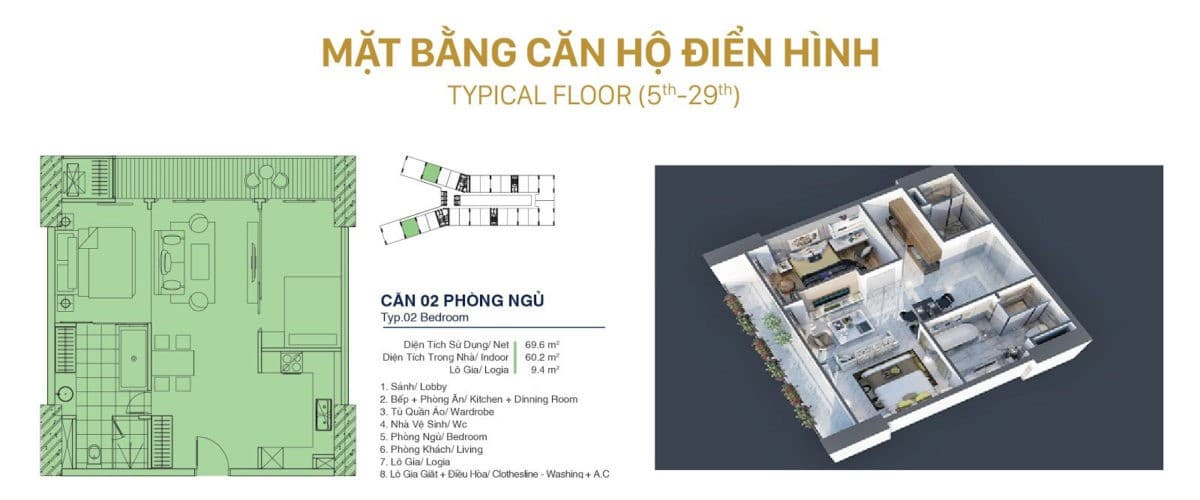 MẶT BẰNG CĂN HỘ ĐIỂN HÌNH
TYPICAL FLOOR (5th-29th)
CĂN 02 PHÒNG NGỦ
Typ.02 Bedroom
Diện Tích Sử Dụng/ Net 69.6 m²
Diện Tích Trong Nhà/ Indoor 60.2 m²
Lô Gia/ Logia 9.4 m²
1. Sảnh/ Lobby
2. Bếp + Phòng Ăn/ Kitchen + Dinning Room
3. Tủ Quần Áo/ Wardrobe
4. Nhà Vệ Sinh/ Wc
5. Phòng Ngủ/ Bedroom
6. Phòng Khách/ Living
7. Lô Gia/ Logia
8. Lô Gia Giặt + Điều Hòa/ Clothesline - Washing + A.C